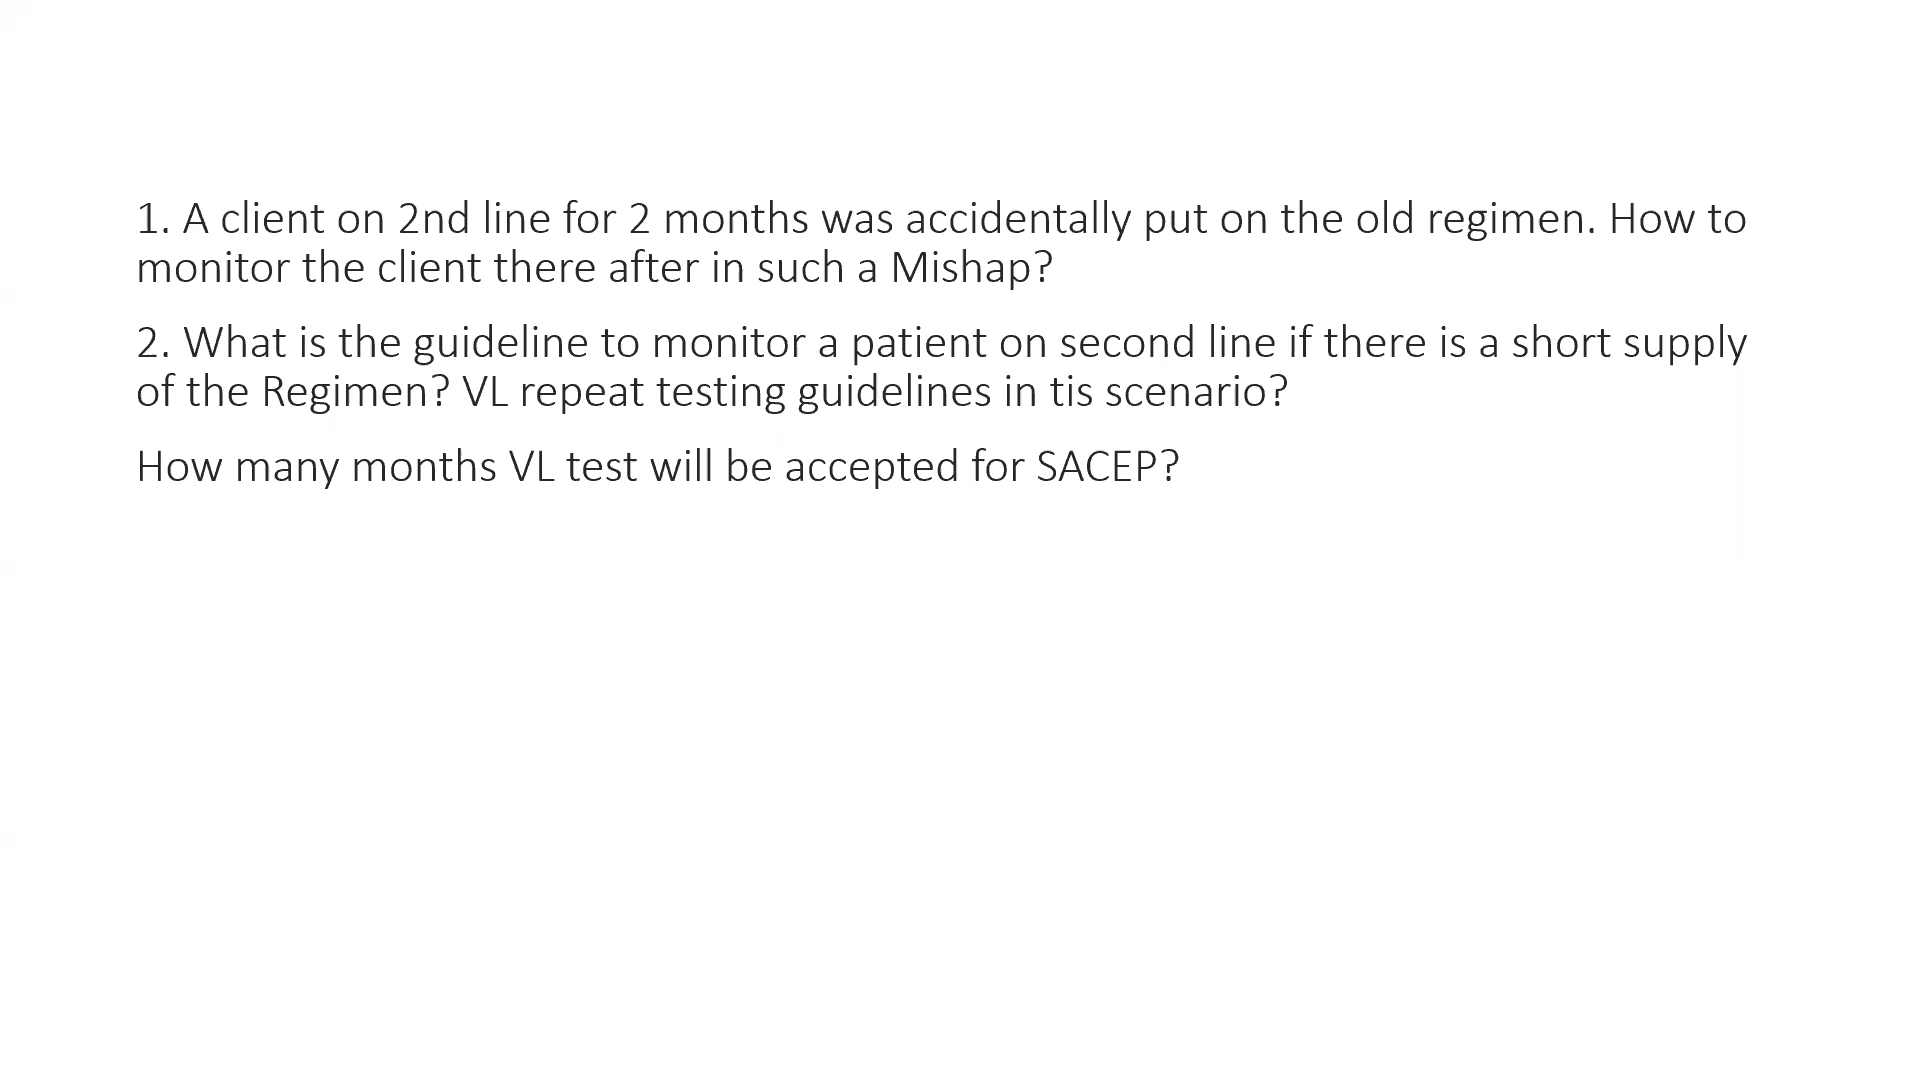 1. A client on 2nd line for 2 months was accidentally put on the old regimen. How to
monitor the client there after in such a Mishap?
2. What is the guideline to monitor a patient on second line if there is a short supply
of the Regimen? VL repeat testing guidelines in tis scenario?
How many months VL test will be accepted for SACEP?